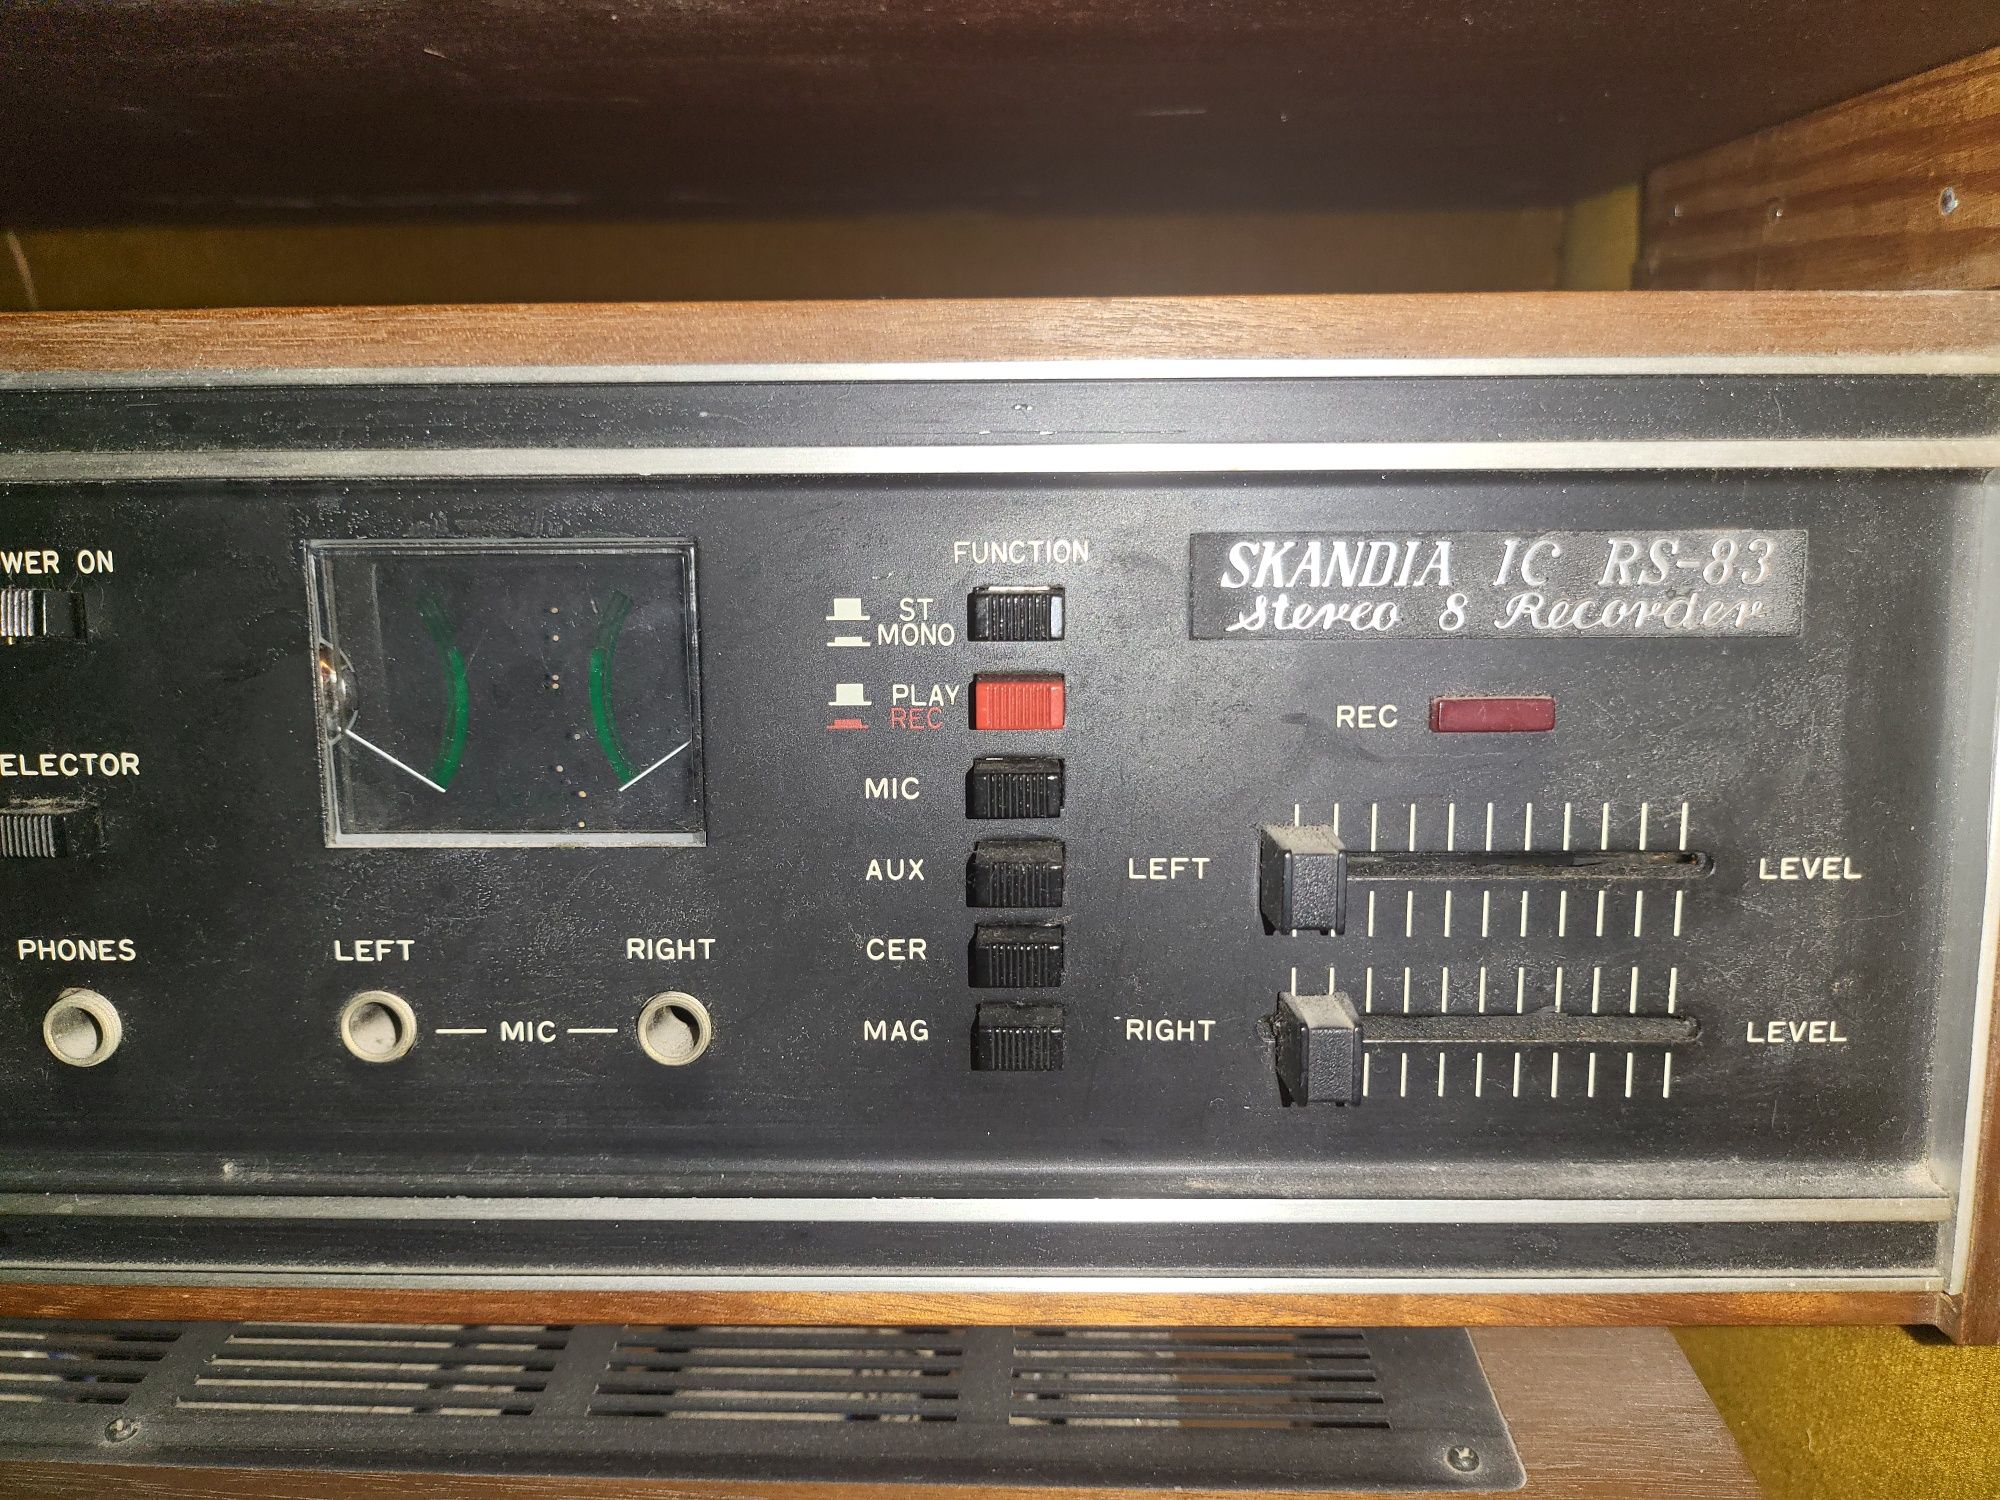 WER ON
ELECTOR
PHONES
LEFT
RIGHT
MIC
FUNCTION
ST
MONO
PLAY
REC
MIC
AUX
CER
MAG
SKANDIA IC RS-83
Stereo 8 Recorder
REC
LEFT LEVEL
RIGHT LEVEL